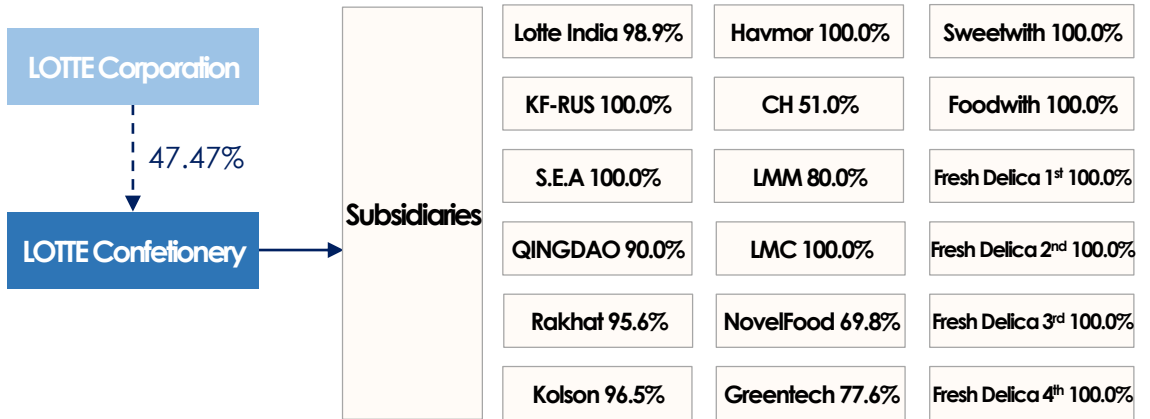 LOTTE Corporation
47.47%
LOTTE Confetionery
Subsidiaries
Lotte India 98.9%
Havmor 100.0%
Sweetwith 100.0%
KF-RUS 100.0%
CH 51.0%
Foodwith 100.0%
S.E.A 100.0%
LMM 80.0%
Fresh Delica 1st 100.0%
QINGDAO 90.0%
LMC 100.0%
Fresh Delica 2nd 100.0%
Rakhat 95.6%
NovelFood 69.8%
Fresh Delica 3rd 100.0%
Kolson 96.5%
Greentech 77.6%
Fresh Delica 4th 100.0%